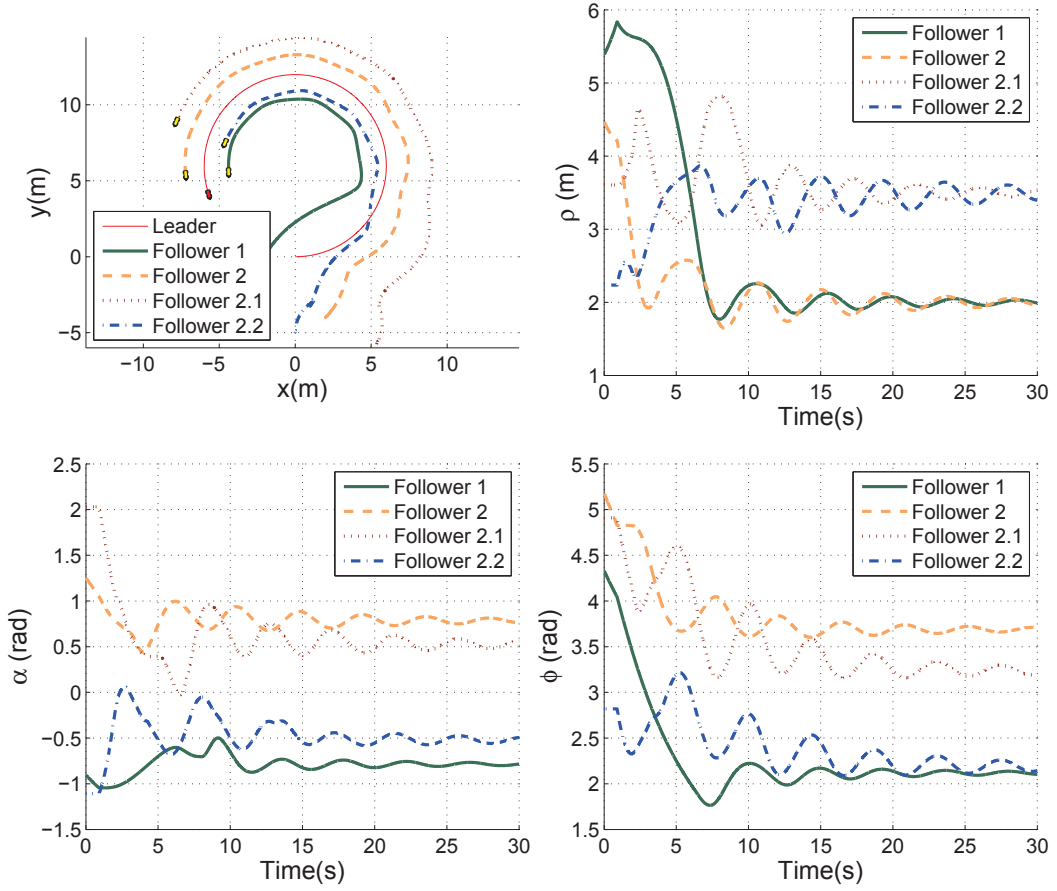 10
5
0
−5
y(m)
−10
−5
0
5
10
x(m)
Leader
Follower 1
Follower 2
Follower 2.1
Follower 2.2
6
5
4
3
2
1
ρ (m)
0
5
10
15
20
25
30
Time(s)
Follower 1
Follower 2
Follower 2.1
Follower 2.2
2.5
2
1.5
1
0.5
0
−0.5
−1
−1.5
α (rad)
0
5
10
15
20
25
30
Time(s)
Follower 1
Follower 2
Follower 2.1
Follower 2.2
5.5
5
4.5
4
3.5
3
2.5
2
1.5
ϕ (rad)
0
5
10
15
20
25
30
Time(s)
Follower 1
Follower 2
Follower 2.1
Follower 2.2